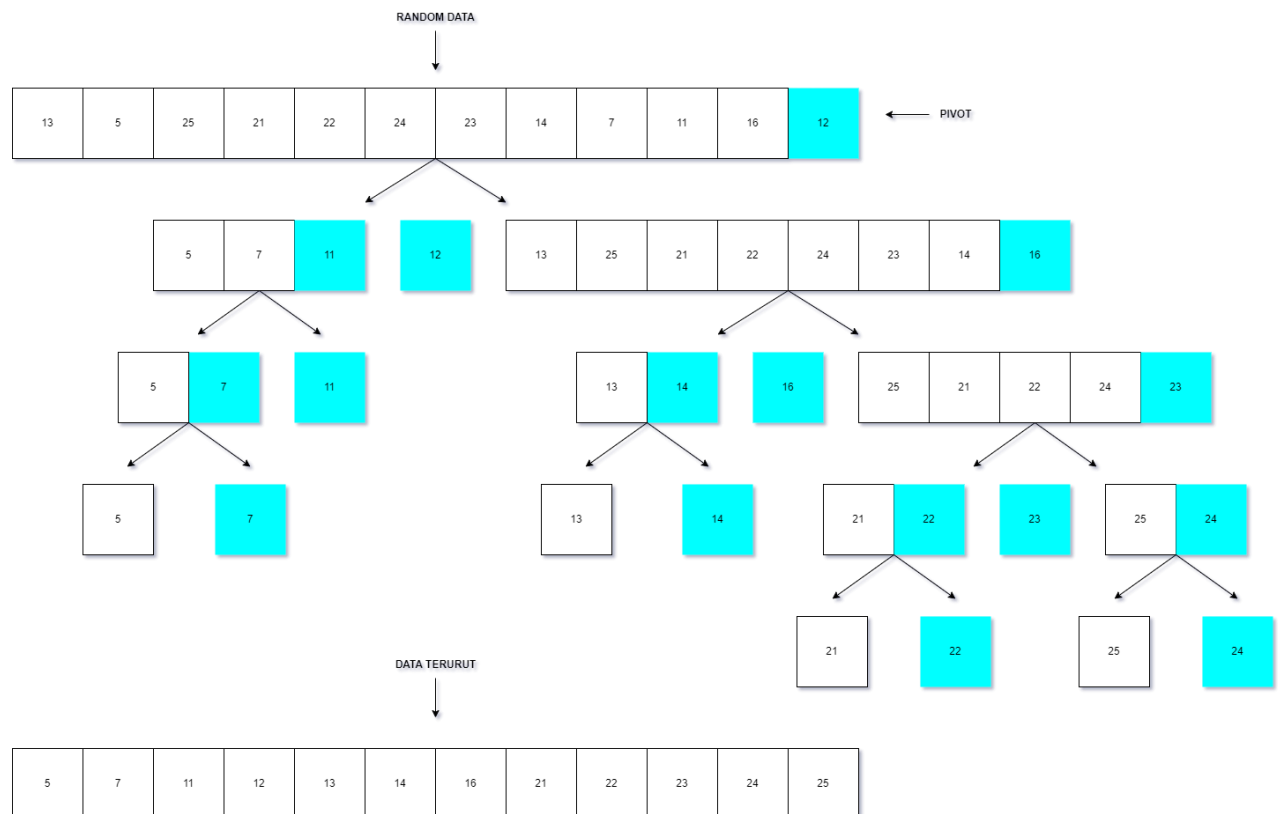 RANDOM DATA
13 5 25 21 22 24 23 14 7 11 16 12
PIVOT
5 7 11 12 13 25 21 22 24 23 14 16
5 7 11 13 14 16 25 21 22 24 23
5 7 13 14 21 22 23 25 24
21 22 25 24
DATA TERURUT
5 7 11 12 13 14 16 21 22 23 24 25